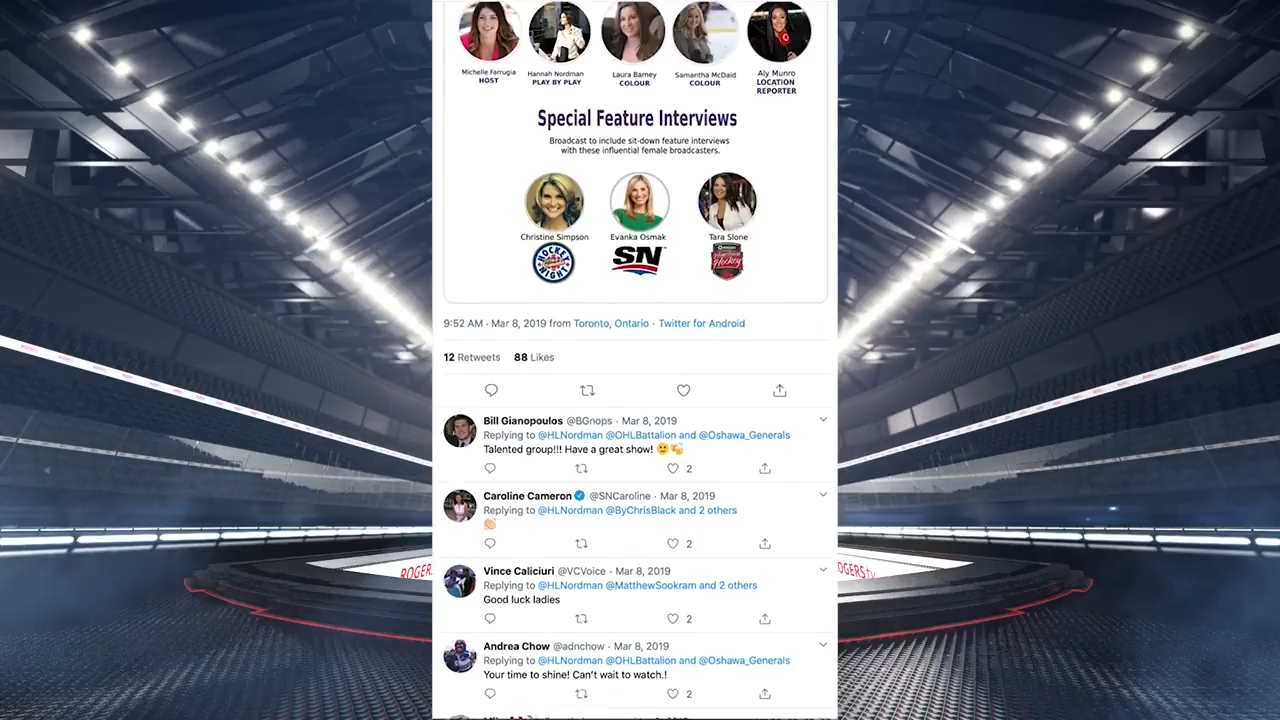 Michelle Farrugia
HOST
Hannah Nordman
PLAY BY PLAY
Laura Barney
COLOUR
Samantha McDaid
COLOUR
Aly Munro
LOCATION
REPORTER
Special Feature Interviews
Broadcast to include sit-down feature interviews
with these influential female broadcasters.
Christine Simpson
Evanka Osmak
Tara Slone
HOCKEY
NIGHT
SN
Hockey
9:52 AM · Mar 8, 2019 from Toronto, Ontario · Twitter for Android
12 Retweets 88 Likes
Bill Gianopoulos @BGnops · Mar 8, 2019
Replying to @HLNordman @OHLBattalion and @Oshawa_Generals
Talented group!!! Have a great show! 🙂👏
2
Caroline Cameron @SNCaroline · Mar 8, 2019
Replying to @HLNordman @ByChrisBlack and 2 others
👏🏼
2
Vince Caliciuri @VCVoice · Mar 8, 2019
Replying to @HLNordman @MatthewSookram and 2 others
Good luck ladies
2
Andrea Chow @adnchow · Mar 8, 2019
Replying to @HLNordman @OHLBattalion and @Oshawa_Generals
Your time to shine! Can't wait to watch.!
2
ROGERS
ROGERS tv